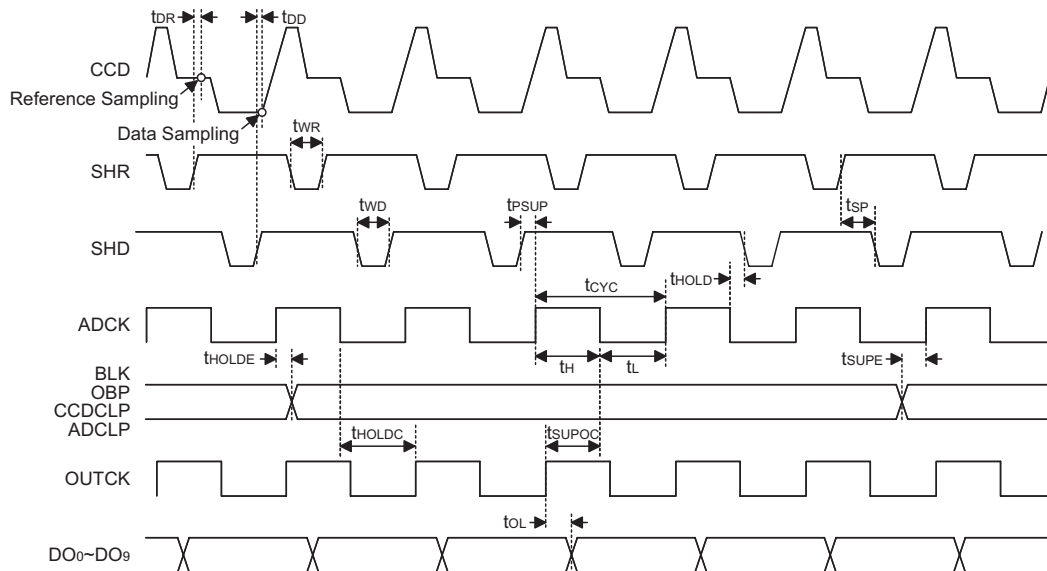 tDR
tDD
CCD
Reference Sampling
Data Sampling
tWR
SHR
tWD
tPSUP
tSP
SHD
tHOLD
tCYC
ADCK
tHOLDE
tH
tL
tSUPE
BLK
OBP
CCDCLP
ADCLP
tHOLDC
tSUPOC
OUTCK
tOL
DO0~DO9